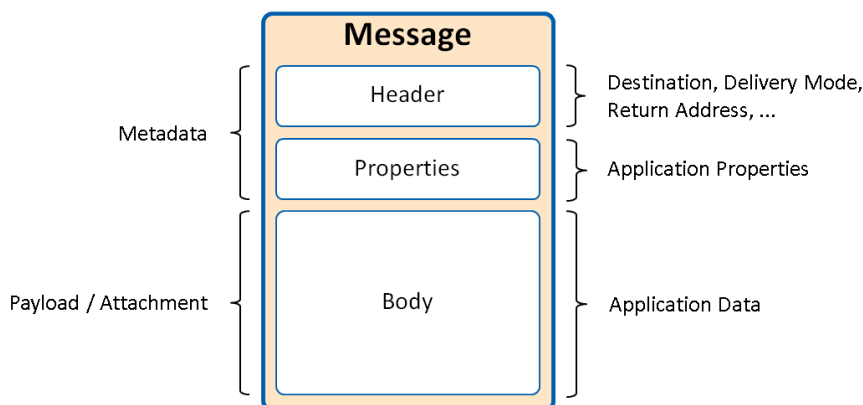 Message
Header
Destination, Delivery Mode,
Return Address, ...
Metadata
Properties
Application Properties
Payload / Attachment
Body
Application Data